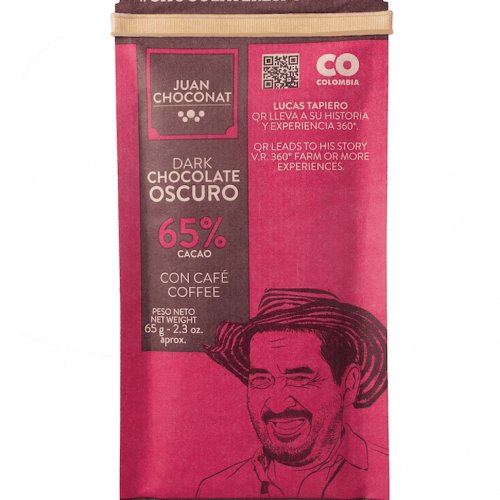 JUAN
CHOCONAT
DARK
CHOCOLATE
OSCURO
65%
CACAO
CON CAFÉ
COFFEE
PESO NETO
NET WEIGHT
65 g - 2.3 oz.
aprox.
CO
COLOMBIA
LUCAS TAPIERO
QR LLEVA A SU HISTORIA
Y EXPERIENCIA 360°.
QR LEADS TO HIS STORY
V.R. 360° FARM OR MORE
EXPERIENCES.